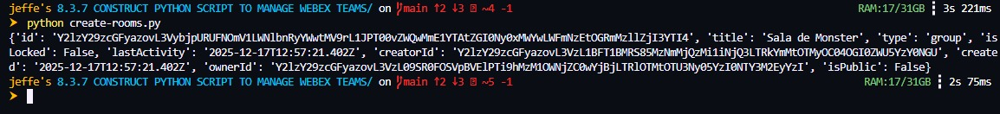 jeffe's 8.3.7 CONSTRUCT PYTHON SCRIPT TO MANAGE WEBEX TEAMS/ on main ↑2 ↓3 ~4 -1 RAM:17/31GB 3s 221ms
python create-rooms.py
{'id': 'Y2lzY29zcGFyazovL3VybjpURUFNOmV1LWNlbnRyYWwtMV9rL1JPT00vZWQwMmE1YTAtZGI0Ny0xMWYwLWFmNzEtOGRmMzllZjI3YTI4', 'title': 'Sala de Monster', 'type': 'group', 'is
Locked': False, 'lastActivity': '2025-12-17T12:57:21.402Z', 'creatorId': 'Y2lzY29zcGFyazovL3VzL1BFT1BMRS85MzNmMjQzMi1iNjQ3LTRkYmMtOTMyOC04OGI0ZWU5YzY0NGU', 'create
d': '2025-12-17T12:57:21.402Z', 'ownerId': 'Y2lzY29zcGFyazovL3VzL09SR0FOSVpBVElPTi9hMzM1OWNjZC0wYjBjLTRlOTMtOTU3Ny05YzI0NTY3M2EyYzI', 'isPublic': False}
jeffe's 8.3.7 CONSTRUCT PYTHON SCRIPT TO MANAGE WEBEX TEAMS/ on main ↑2 ↓3 ~5 -1 RAM:17/31GB 2s 75ms